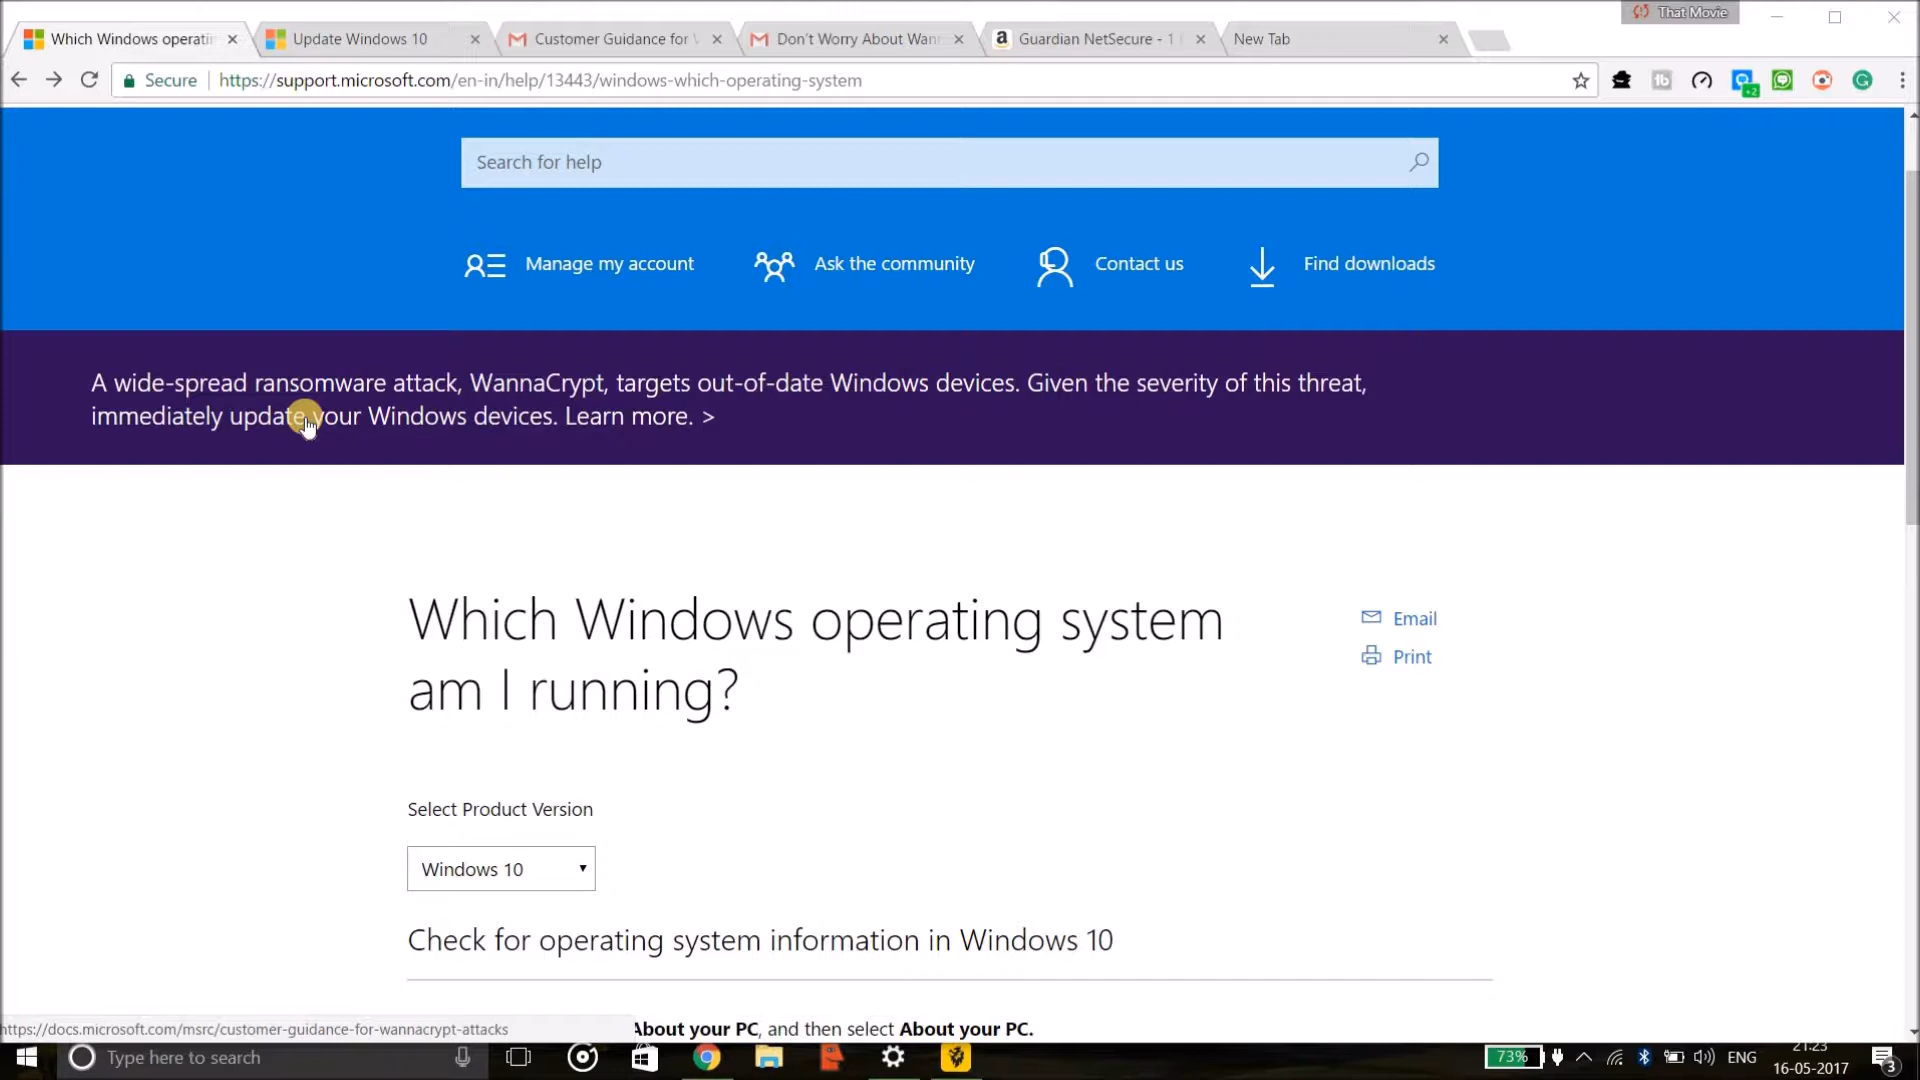 That Movie
Which Windows operati
Update Windows 10
Customer Guidance for W
Don't Worry About Wan
Guardian NetSecure - 1
New Tab
Secure
https://support.microsoft.com/en-in/help/13443/windows-which-operating-system
Search for help
Manage my account
Ask the community
Contact us
Find downloads
A wide-spread ransomware attack, WannaCrypt, targets out-of-date Windows devices. Given the severity of this threat,
immediately update your Windows devices. Learn more. >
Which Windows operating system
am I running?
Email
Print
Select Product Version
Windows 10
Check for operating system information in Windows 10
https://docs.microsoft.com/msrc/customer-guidance-for-wannacrypt-attacks
About your PC, and then select About your PC.
Type here to search
73%
ENG
21:23
16-05-2017
3